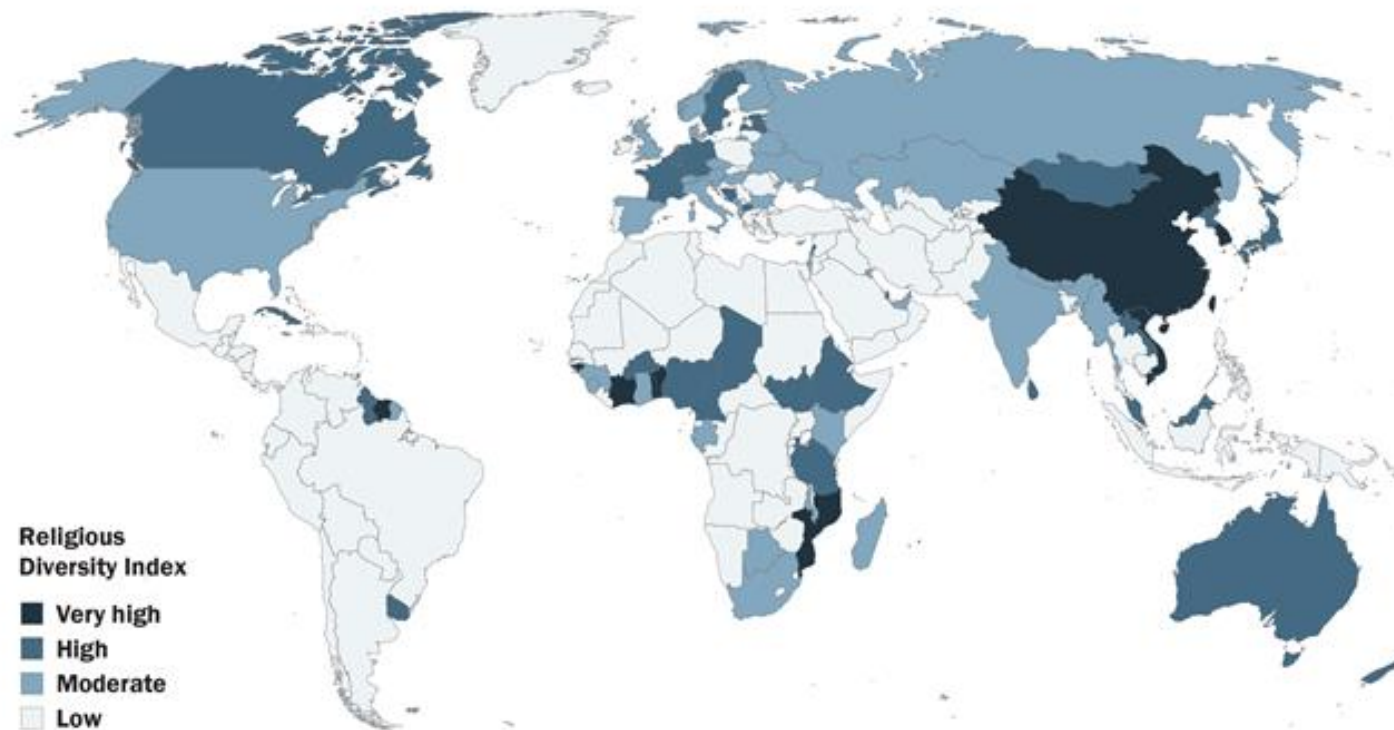 Religious
Diversity Index
Very high
High
Moderate
Low